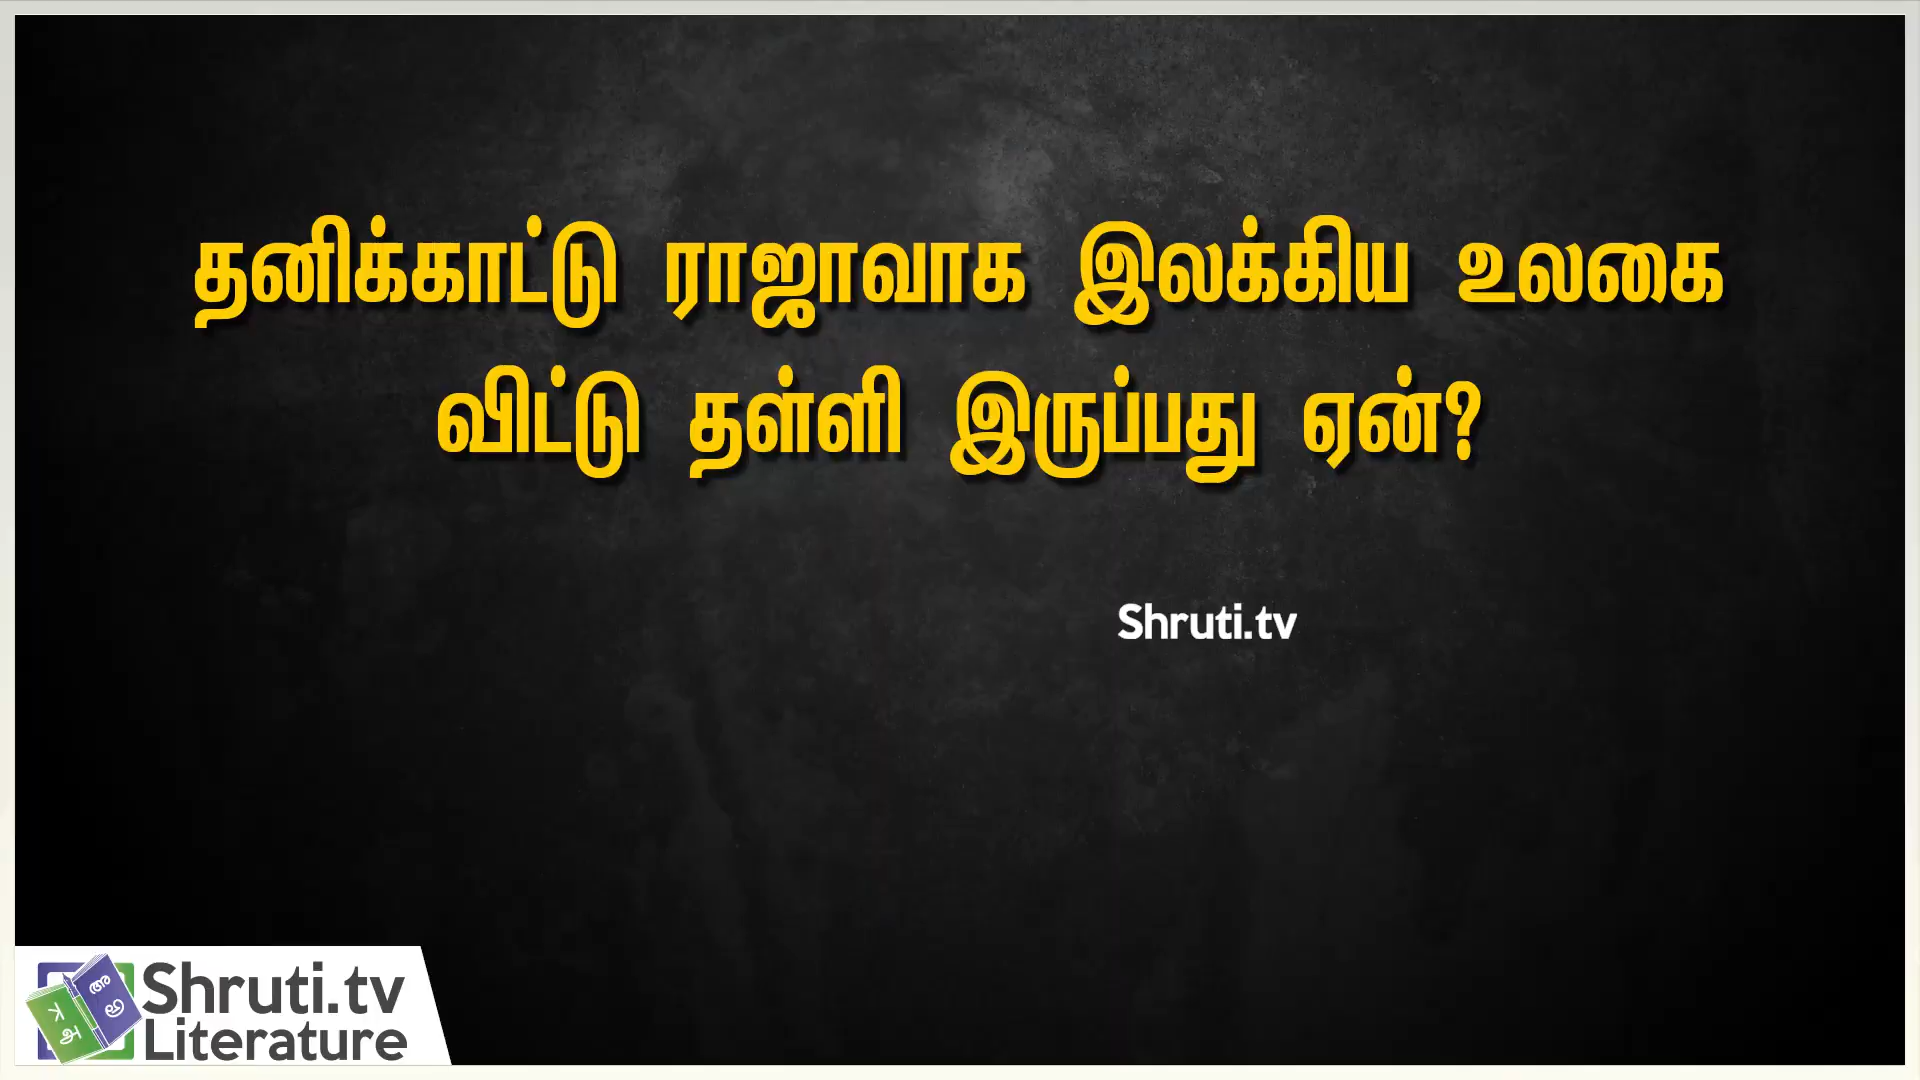 தனிக்காட்டு ராஜாவாக இலக்கிய உலகை
விட்டு தள்ளி இருப்பது ஏன்?
Shruti.tv
Shruti.tv
Literature